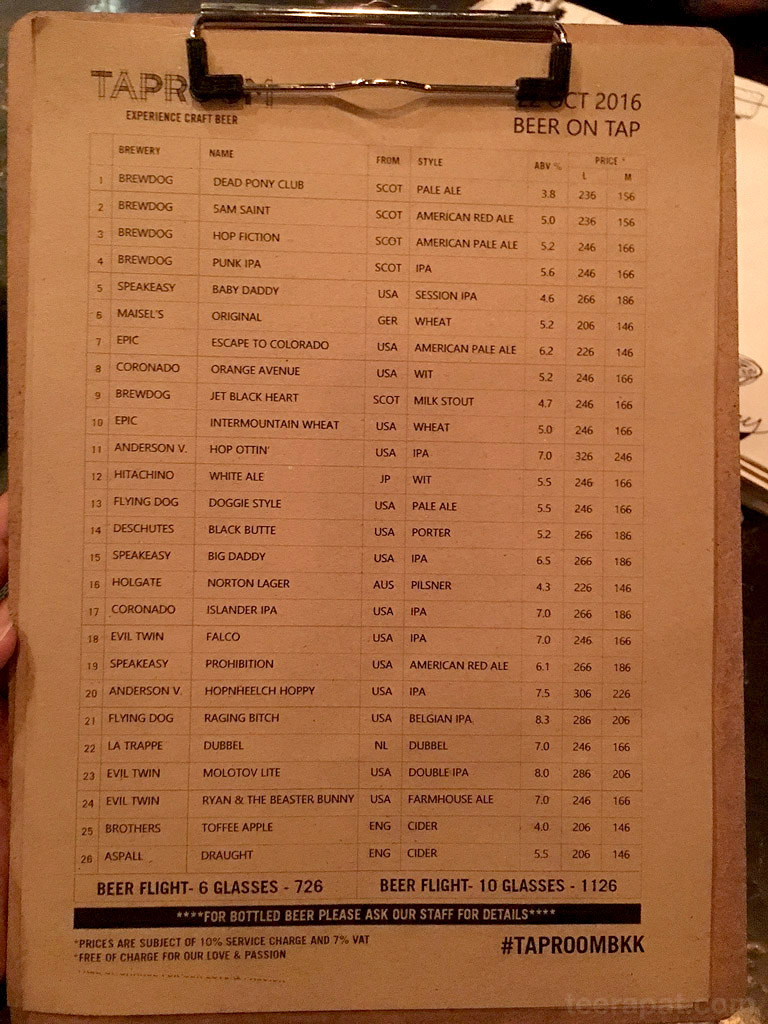 TAPROOM 22 OCT 2016
EXPERIENCE CRAFT BEER BEER ON TAP
BREWERY NAME FROM STYLE ABV % PRICE *
L M
1 BREWDOG DEAD PONY CLUB SCOT PALE ALE 3.8 236 156
2 BREWDOG 5AM SAINT SCOT AMERICAN RED ALE 5.0 236 156
3 BREWDOG HOP FICTION SCOT AMERICAN PALE ALE 5.2 246 166
4 BREWDOG PUNK IPA SCOT IPA 5.6 246 166
5 SPEAKEASY BABY DADDY USA SESSION IPA 4.6 266 186
6 MAISEL'S ORIGINAL GER WHEAT 5.2 206 146
7 EPIC ESCAPE TO COLORADO USA AMERICAN PALE ALE 6.2 226 146
8 CORONADO ORANGE AVENUE USA WIT 5.2 246 166
9 BREWDOG JET BLACK HEART SCOT MILK STOUT 4.7 246 166
10 EPIC INTERMOUNTAIN WHEAT USA WHEAT 5.0 246 166
11 ANDERSON V. HOP OTTIN' USA IPA 7.0 326 246
12 HITACHINO WHITE ALE JP WIT 5.5 246 166
13 FLYING DOG DOGGIE STYLE USA PALE ALE 5.5 246 166
14 DESCHUTES BLACK BUTTE USA PORTER 5.2 266 186
15 SPEAKEASY BIG DADDY USA IPA 6.5 266 186
16 HOLGATE NORTON LAGER AUS PILSNER 4.3 226 146
17 CORONADO ISLANDER IPA USA IPA 7.0 266 186
18 EVIL TWIN FALCO USA IPA 7.0 246 166
19 SPEAKEASY PROHIBITION USA AMERICAN RED ALE 6.1 266 186
20 ANDERSON V. HOPNHEELCH HOPPY USA IPA 7.5 306 226
21 FLYING DOG RAGING BITCH USA BELGIAN IPA 8.3 286 206
22 LA TRAPPE DUBBEL NL DUBBEL 7.0 246 166
23 EVIL TWIN MOLOTOV LITE USA DOUBLE IPA 8.0 286 206
24 EVIL TWIN RYAN & THE BEASTER BUNNY USA FARMHOUSE ALE 7.0 246 166
25 BROTHERS TOFFEE APPLE ENG CIDER 4.0 206 146
26 ASPALL DRAUGHT ENG CIDER 5.5 206 146
BEER FLIGHT- 6 GLASSES - 726 BEER FLIGHT- 10 GLASSES - 1126
****FOR BOTTLED BEER PLEASE ASK OUR STAFF FOR DETAILS****
*PRICES ARE SUBJECT OF 10% SERVICE CHARGE AND 7% VAT #TAPROOMBKK
*FREE OF CHARGE FOR OUR LOVE & PASSION
teerapat.com